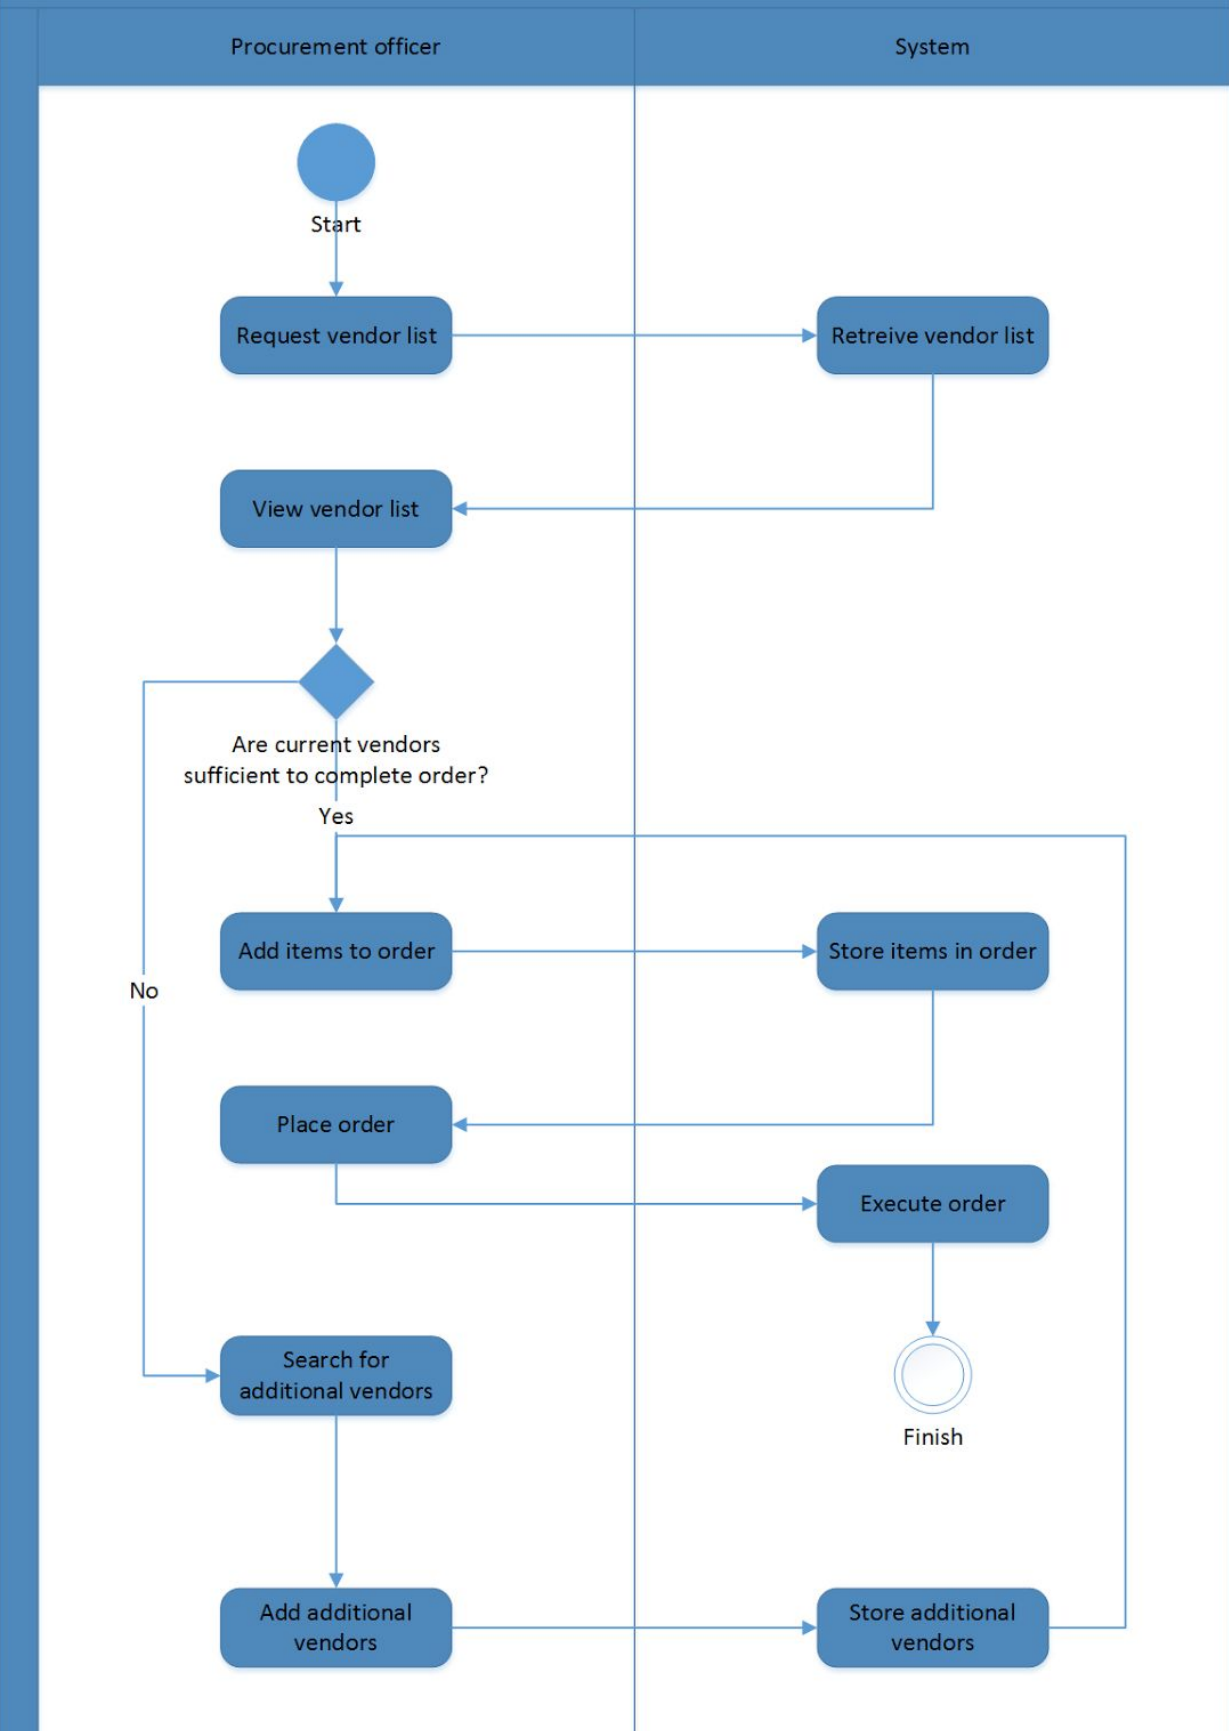 Procurement officer
System
Start
Request vendor list
Retreive vendor list
View vendor list
Are current vendors
sufficient to complete order?
Yes
Add items to order
Store items in order
No
Place order
Execute order
Search for
additional vendors
Finish
Add additional
vendors
Store additional
vendors